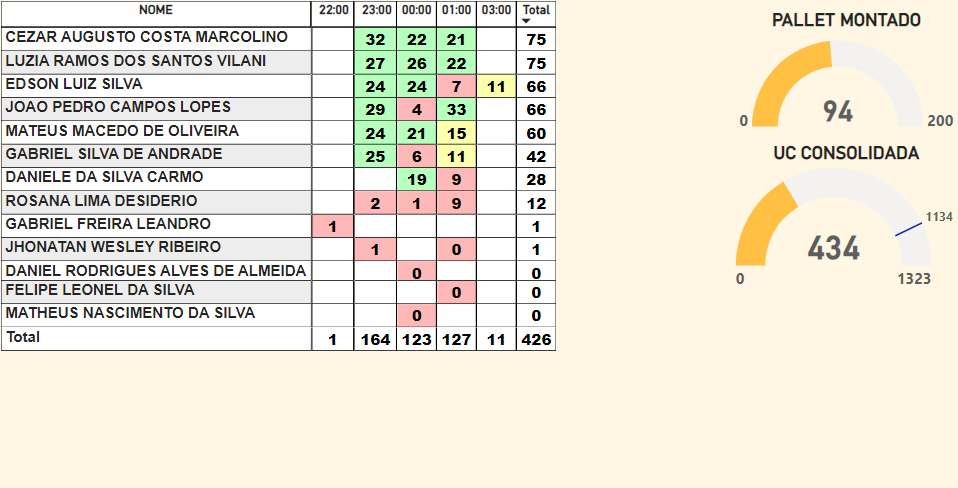 NOME 22:00 23:00 00:00 01:00 03:00 Total
CEZAR AUGUSTO COSTA MARCOLINO 32 22 21 75
LUZIA RAMOS DOS SANTOS VILANI 27 26 22 75
EDSON LUIZ SILVA 24 24 7 11 66
JOAO PEDRO CAMPOS LOPES 29 4 33 66
MATEUS MACEDO DE OLIVEIRA 24 21 15 60
GABRIEL SILVA DE ANDRADE 25 6 11 42
DANIELE DA SILVA CARMO 19 9 28
ROSANA LIMA DESIDERIO 2 1 9 12
GABRIEL FREIRA LEANDRO 1 1
JHONATAN WESLEY RIBEIRO 1 0 1
DANIEL RODRIGUES ALVES DE ALMEIDA 0 0
FELIPE LEONEL DA SILVA 0 0
MATHEUS NASCIMENTO DA SILVA 0 0
Total 1 164 123 127 11 426
PALLET MONTADO
94
0 200
UC CONSOLIDADA
1134
434
0 1323